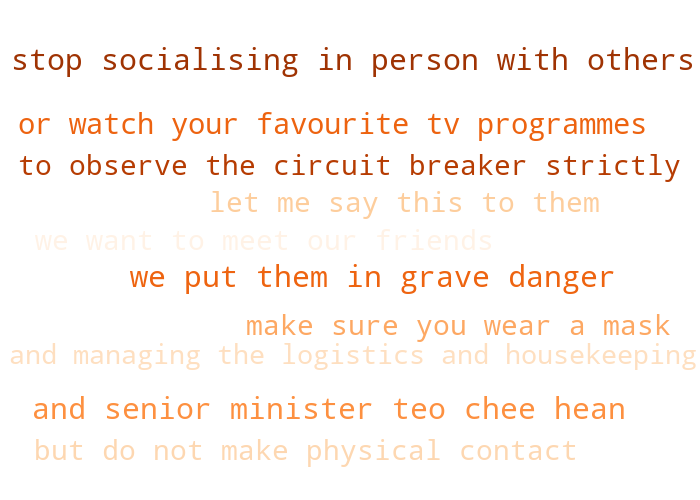 stop socialising in person with others
or watch your favourite tv programmes
to observe the circuit breaker strictly
let me say this to them
we want to meet our friends
we put them in grave danger
make sure you wear a mask
and managing the logistics and housekeeping
and senior minister teo chee hean
but do not make physical contact